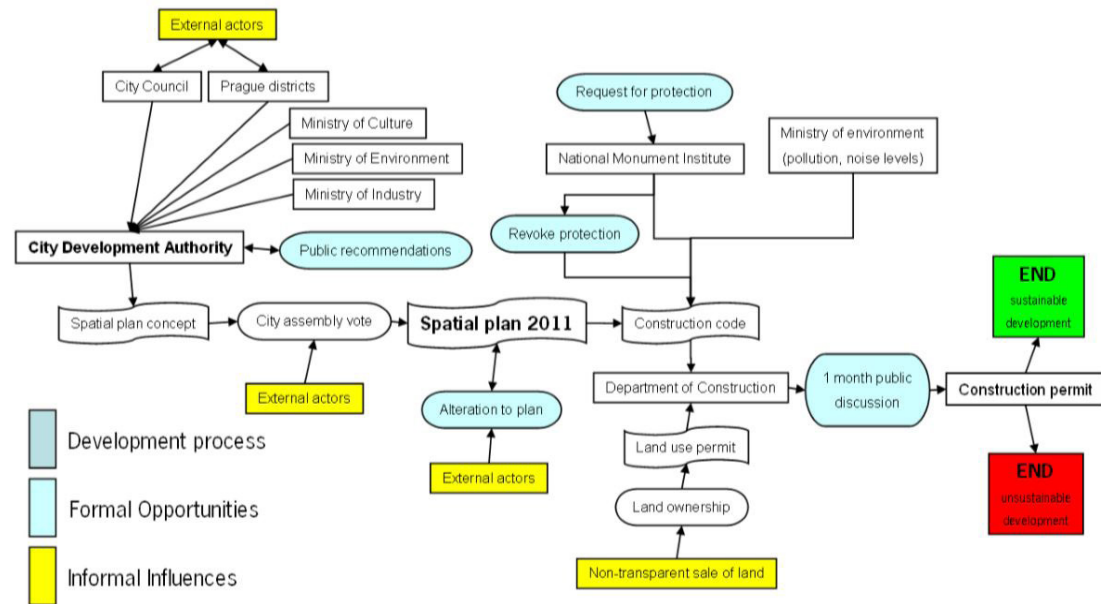 External actors
City Council
Prague districts
Ministry of Culture
Ministry of Environment
Ministry of Industry
City Development Authority
Public recommendations
Request for protection
National Monument Institute
Ministry of environment
(pollution, noise levels)
Revoke protection
Spatial plan concept
City assembly vote
Spatial plan 2011
Construction code
External actors
Alteration to plan
External actors
Department of Construction
Land use permit
Land ownership
Non-transparent sale of land
1 month public
discussion
Construction permit
END
sustainable
development
END
unsustainable
development
Development process
Formal Opportunities
Informal Influences